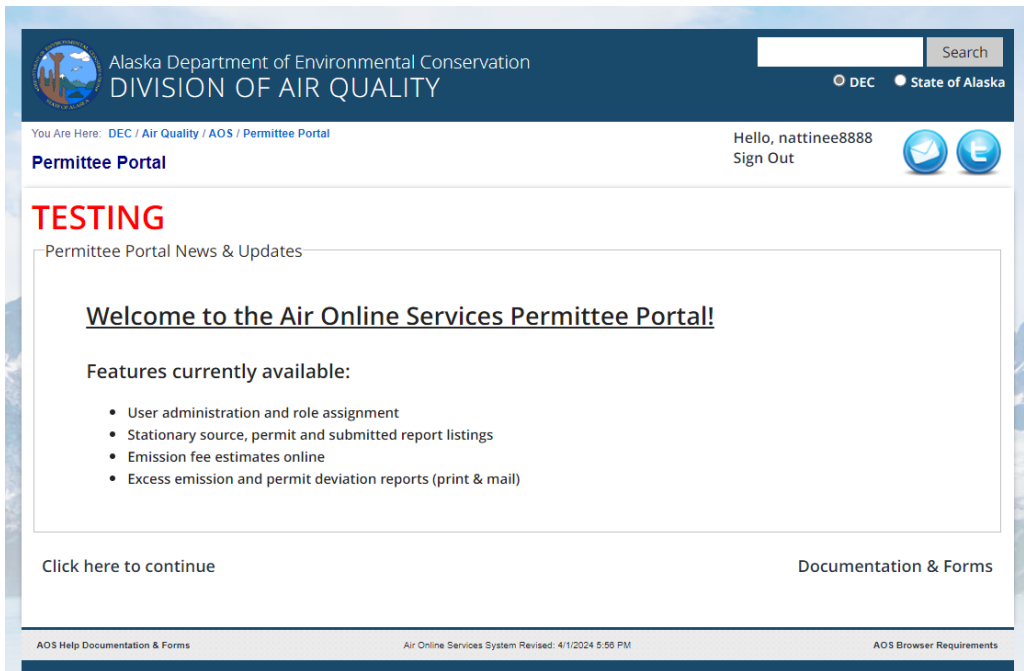 Alaska Department of Environmental Conservation
DIVISION OF AIR QUALITY
Search
DEC
State of Alaska
You Are Here: DEC / Air Quality / AOS / Permittee Portal
Hello, nattinee8888
Sign Out
Permittee Portal
TESTING
Permittee Portal News & Updates
Welcome to the Air Online Services Permittee Portal!
Features currently available:
• User administration and role assignment
• Stationary source, permit and submitted report listings
• Emission fee estimates online
• Excess emission and permit deviation reports (print & mail)
Click here to continue
Documentation & Forms
AOS Help Documentation & Forms
Air Online Services System Revised: 4/1/2024 5:56 PM
AOS Browser Requirements